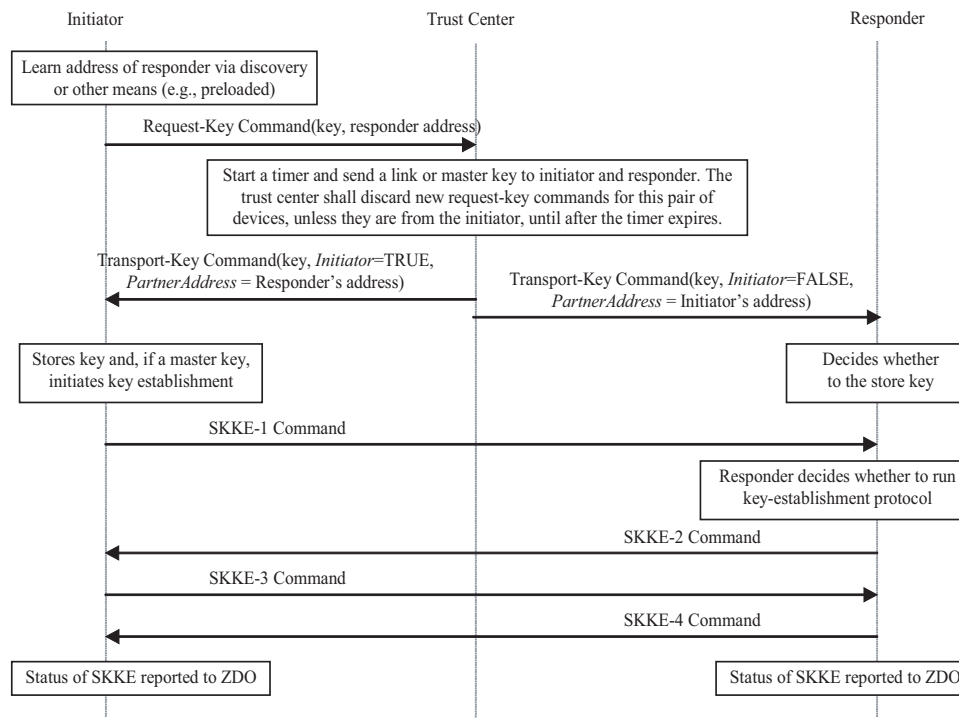 Initiator
Trust Center
Responder
Learn address of responder via discovery
or other means (e.g., preloaded)
Request-Key Command(key, responder address)
Start a timer and send a link or master key to initiator and responder. The
trust center shall discard new request-key commands for this pair of
devices, unless they are from the initiator, until after the timer expires.
Transport-Key Command(key, Initiator=TRUE,
PartnerAddress = Responder's address)
Transport-Key Command(key, Initiator=FALSE,
PartnerAddress = Initiator's address)
Stores key and, if a master key,
initiates key establishment
Decides whether
to the store key
SKKE-1 Command
Responder decides whether to run
key-establishment protocol
SKKE-2 Command
SKKE-3 Command
SKKE-4 Command
Status of SKKE reported to ZDO
Status of SKKE reported to ZDO